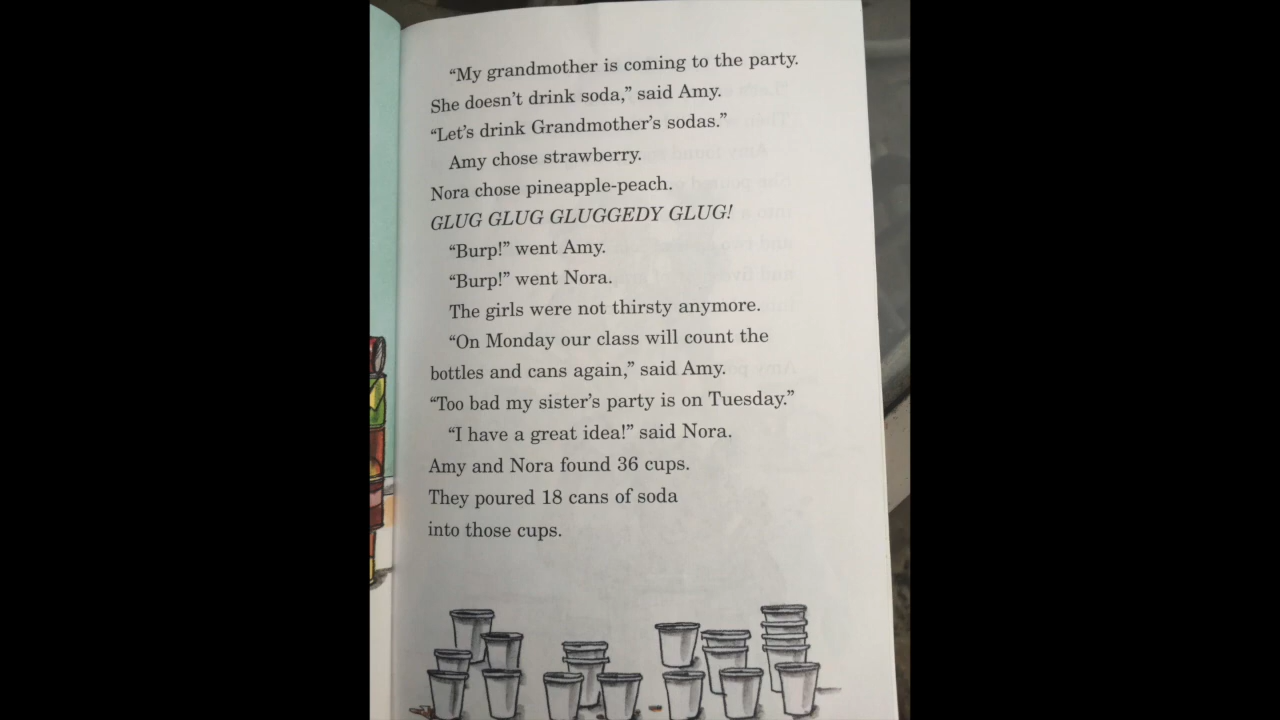 “My grandmother is coming to the party.
She doesn’t drink soda,” said Amy.
“Let’s drink Grandmother’s sodas.”
Amy chose strawberry.
Nora chose pineapple-peach.
GLUG GLUG GLUGGEDY GLUG!
“Burp!” went Amy.
“Burp!” went Nora.
The girls were not thirsty anymore.
“On Monday our class will count the
bottles and cans again,” said Amy.
“Too bad my sister’s party is on Tuesday.”
“I have a great idea!” said Nora.
Amy and Nora found 36 cups.
They poured 18 cans of soda
into those cups.